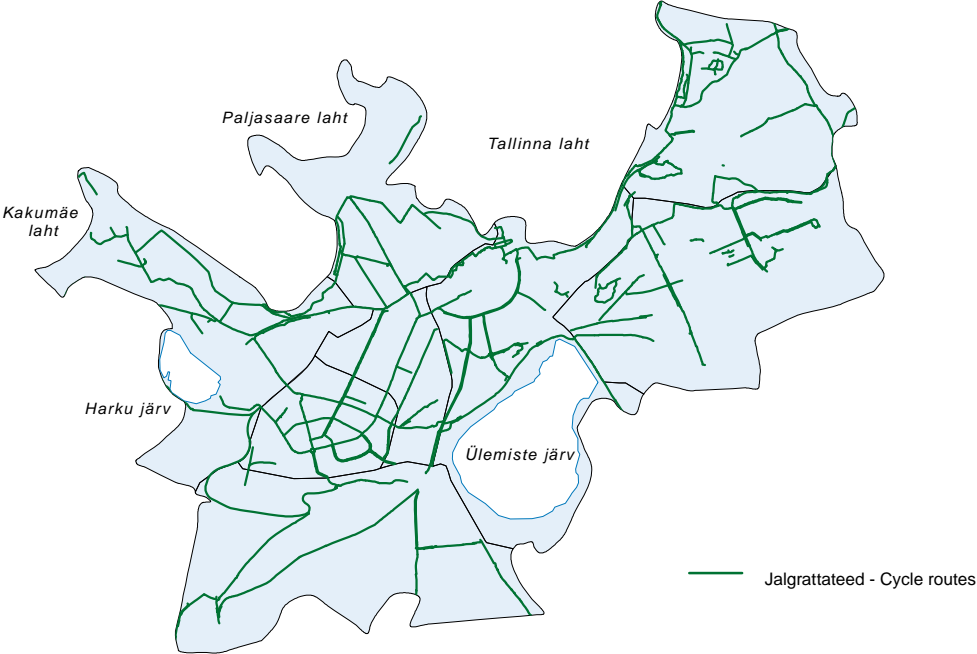 Paljasaare laht
Tallinna laht
Kakumäe
laht
Harku järv
Ülemiste järv
Jalgrattateed - Cycle routes